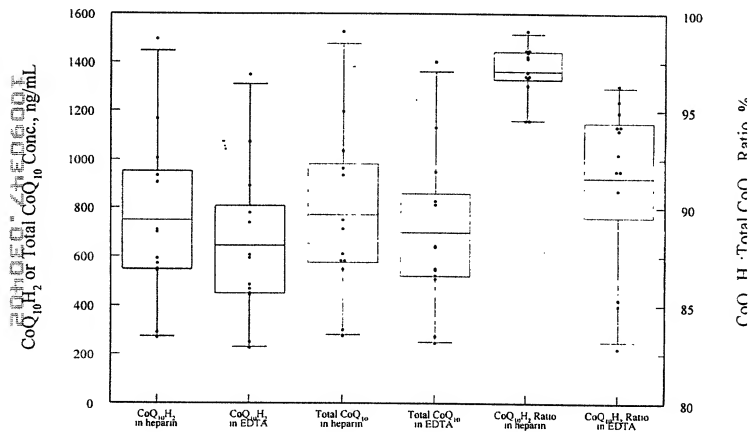 1600
1400
1200
1000
800
600
400
200
0
CoQ₁₀H₂ or Total CoQ₁₀ Conc., ng/mL
100
95
90
85
80
Ratio, %
CoQ₁₀H₂ in heparin
CoQ₁₀H₂ in EDTA
Total CoQ₁₀ in heparin
Total CoQ₁₀ in EDTA
CoQ₁₀H₂ Ratio in heparin
CoQ₁₀H₂ Ratio in EDTA